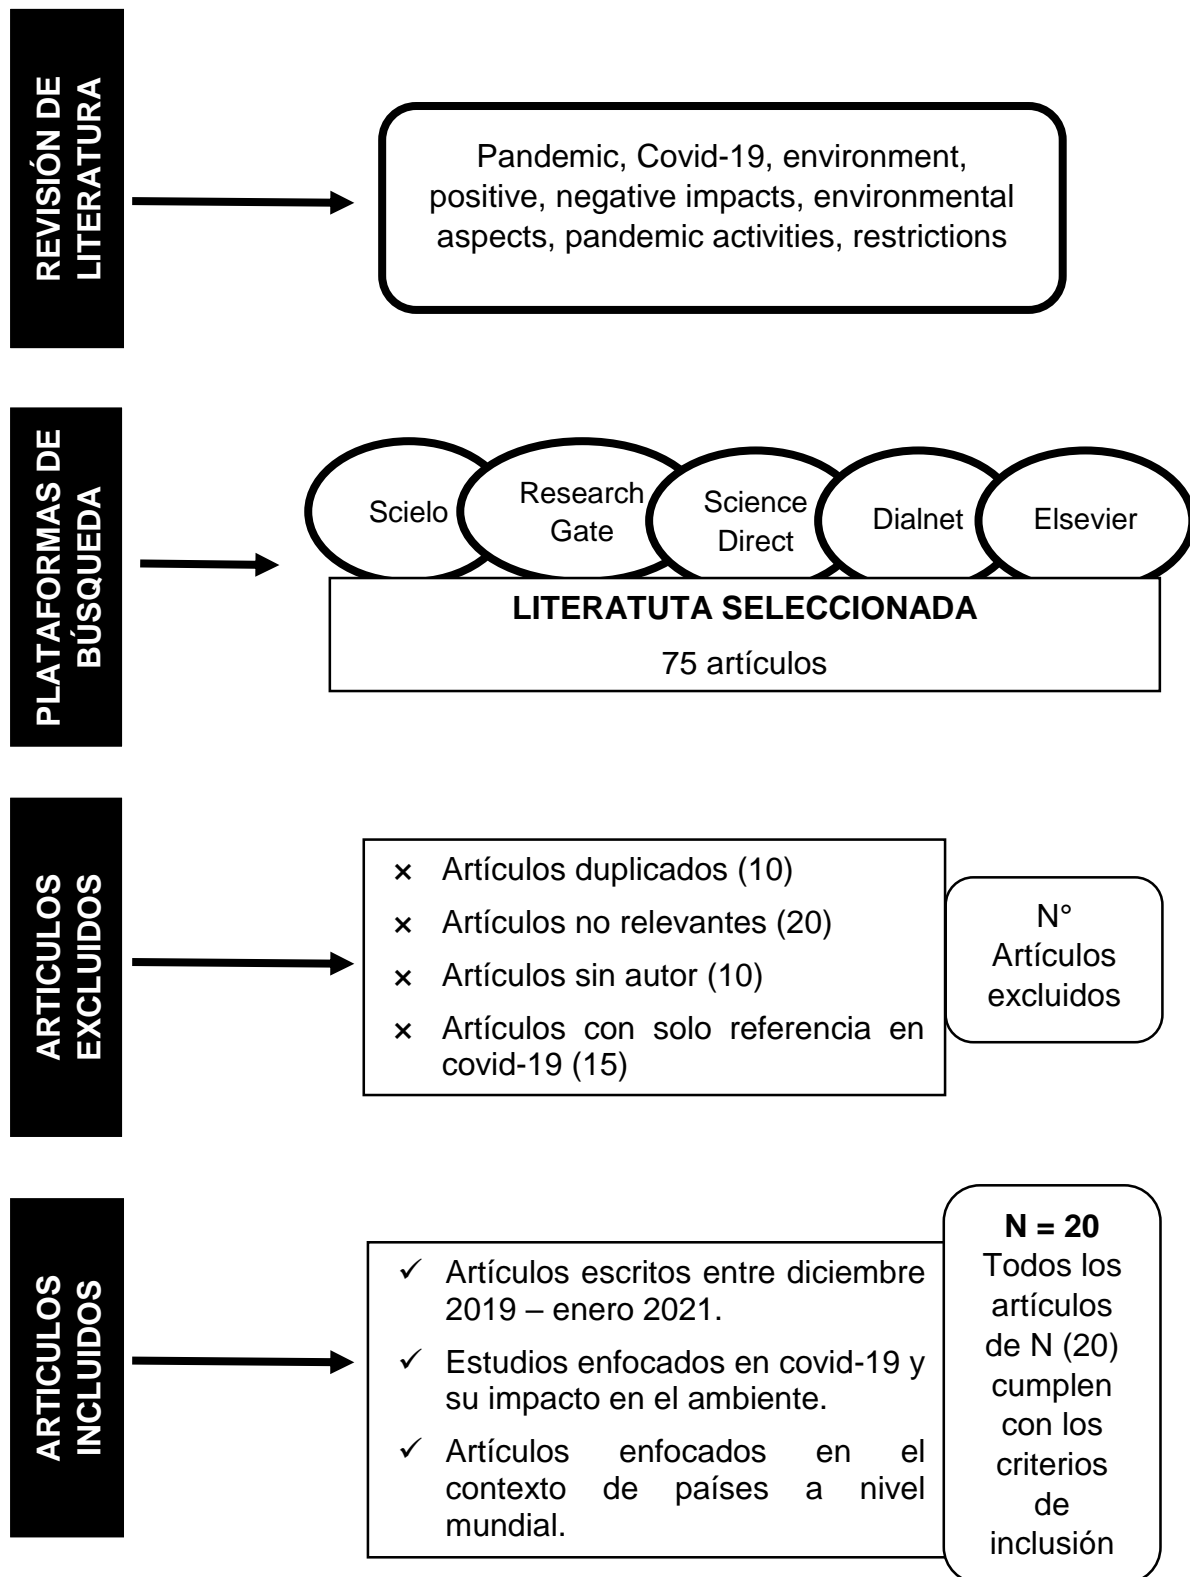 REVISIÓN DE
LITERATURA
Pandemic, Covid-19, environment,
positive, negative impacts, environmental
aspects, pandemic activities, restrictions
PLATAFORMAS DE
BÚSQUEDA
Scielo
Research
Gate
Science
Direct
Dialnet
Elsevier
LITERATUTA SELECCIONADA
75 artículos
ARTICULOS
EXCLUIDOS
× Artículos duplicados (10)
× Artículos no relevantes (20)
× Artículos sin autor (10)
× Artículos con solo referencia en
covid-19 (15)
N°
Artículos
excluidos
ARTICULOS
INCLUIDOS
✓ Artículos escritos entre diciembre
2019 – enero 2021.
✓ Estudios enfocados en covid-19 y
su impacto en el ambiente.
✓ Artículos enfocados en el
contexto de países a nivel
mundial.
N = 20
Todos los
artículos
de N (20)
cumplen
con los
criterios
de
inclusión